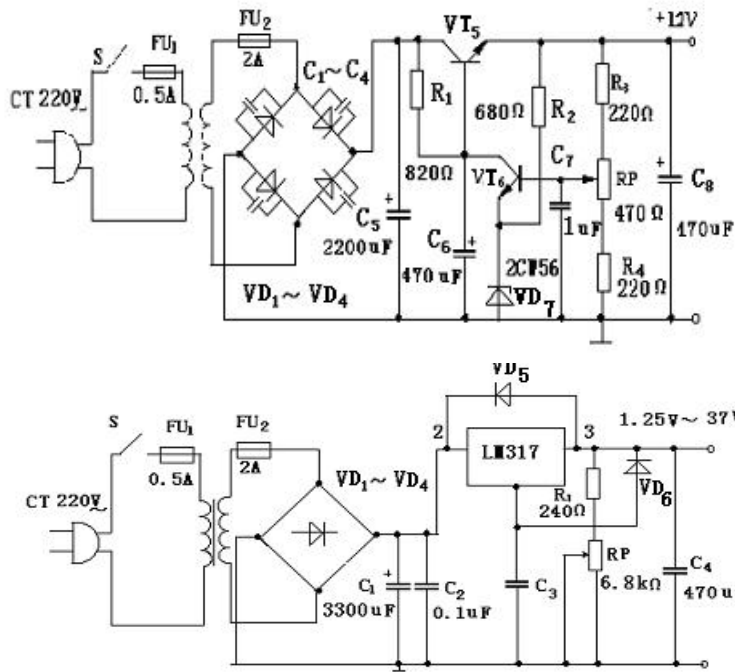 FU₂
VT₅
+12V
S
FU₁
2A
C₁～C₄
R₁
R₃
0.5A
680Ω
R₂
220Ω
CT 220V～
C₇
820Ω
VT₆
RP
C₈
C₅
470Ω
1uF
2200uF
C₆
470uF
2CW56
R₄
470uF
VD₁～VD₄
VD₇
220Ω
VD₅
1.25V～37V
S
FU₁
FU₂
2
LM317
3
0.5A
2A
VD₁～VD₄
R₁
VD₆
CT 220V～
240Ω
RP
C₁
C₂
C₃
6.8kΩ
C₄
3300uF
0.1uF
470u